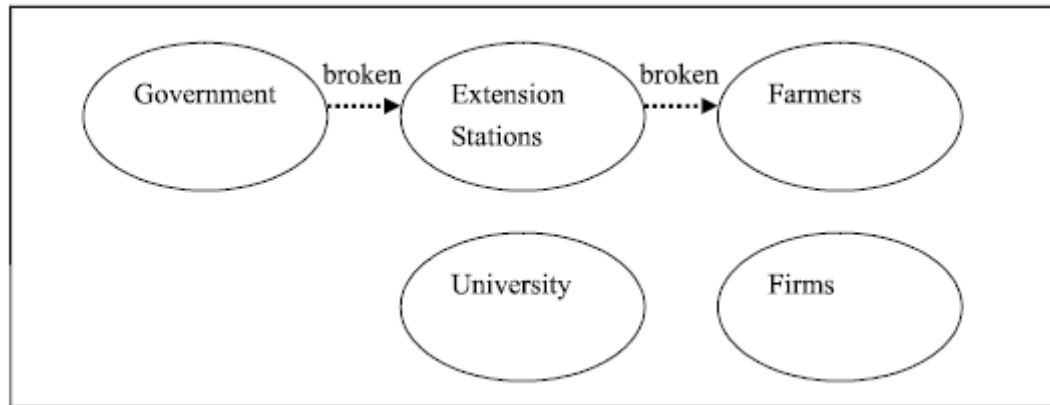 broken
broken
Government
Extension
Stations
Farmers
University
Firms